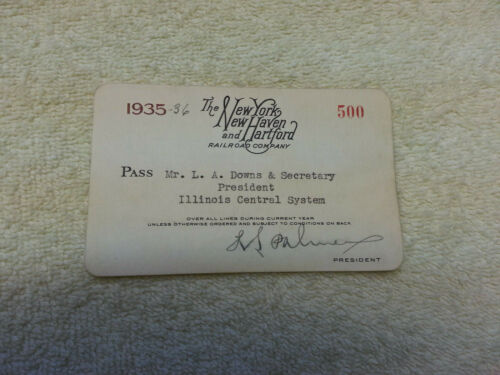 1935-36 The New York 500
New Haven
and Hartford
RAILROAD COMPANY
PASS Mr. L. A. Downs & Secretary
President
Illinois Central System
OVER ALL LINES DURING CURRENT YEAR
UNLESS OTHERWISE ORDERED AND SUBJECT TO CONDITIONS ON BACK
H S Palmer
PRESIDENT